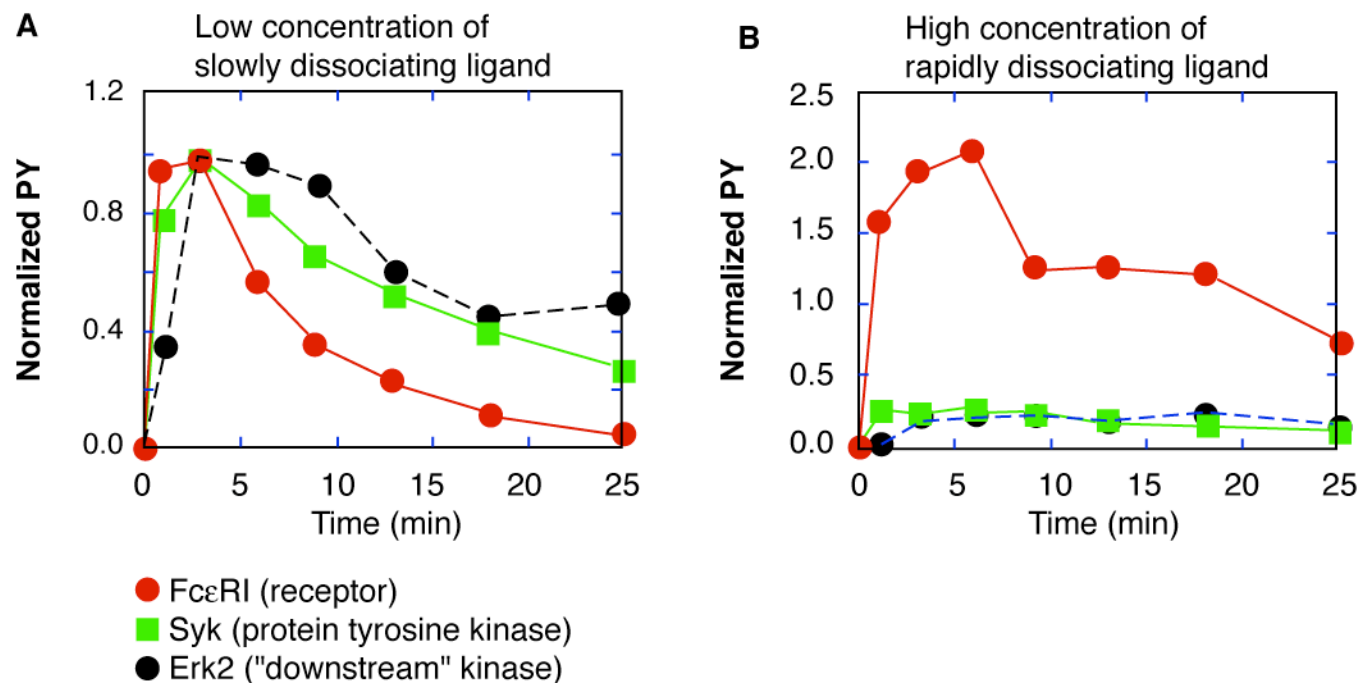 A
Low concentration of
slowly dissociating ligand
1.2
0.8
0.4
0.0
Normalized PY
0 5 10 15 20 25
Time (min)
B
High concentration of
rapidly dissociating ligand
2.5
2.0
1.5
1.0
0.5
0.0
Normalized PY
0 5 10 15 20 25
Time (min)
FcεRI (receptor)
Syk (protein tyrosine kinase)
Erk2 ("downstream" kinase)